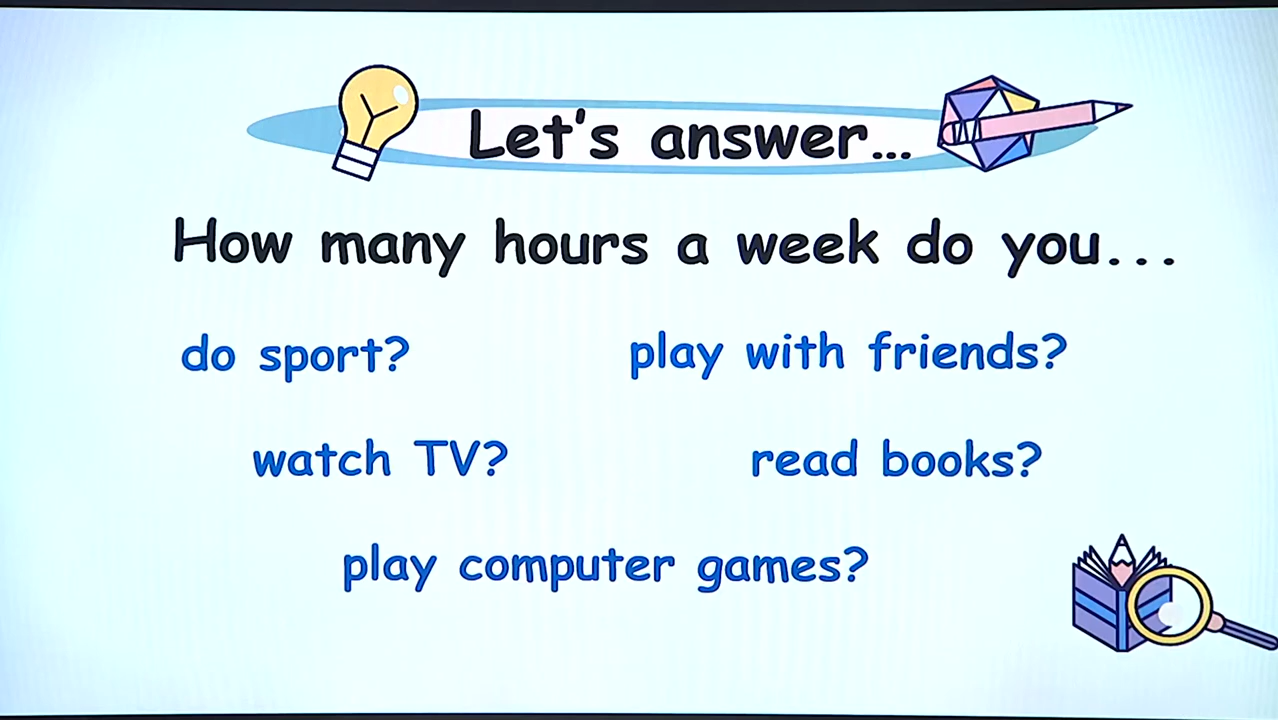 Let's answer...
How many hours a week do you...
do sport?
play with friends?
watch TV?
read books?
play computer games?